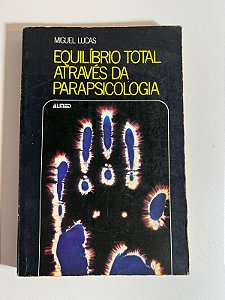 MIGUEL LUCAS
EQUILÍBRIO TOTAL
ATRAVÉS DA
PARAPSICOLOGIA